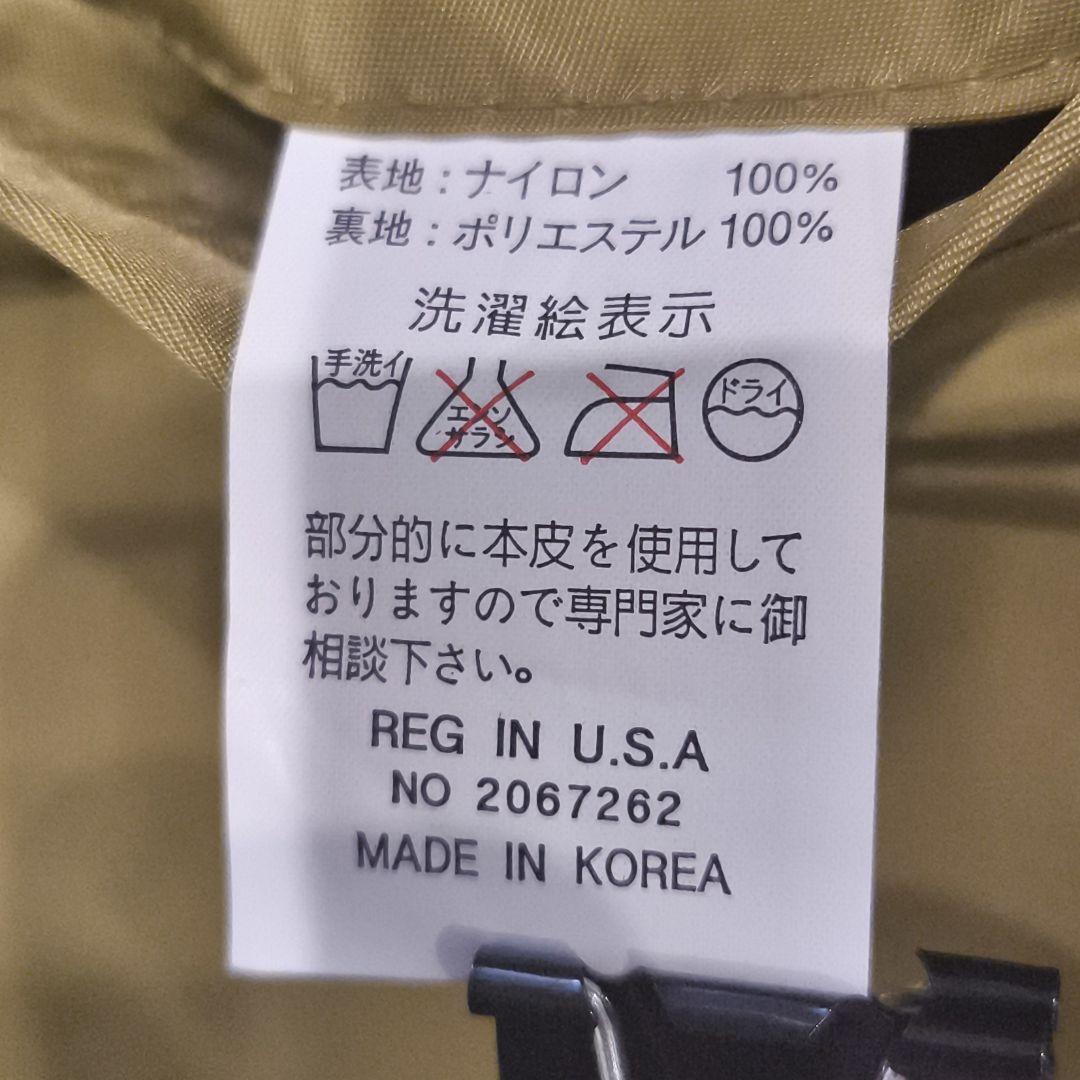 表地：ナイロン 100%
裏地：ポリエステル 100%
洗濯絵表示
手洗イ エンソサラシ ドライ
部分的に本皮を使用して
おりますので専門家に御
相談下さい。
REG IN U.S.A
NO 2067262
MADE IN KOREA